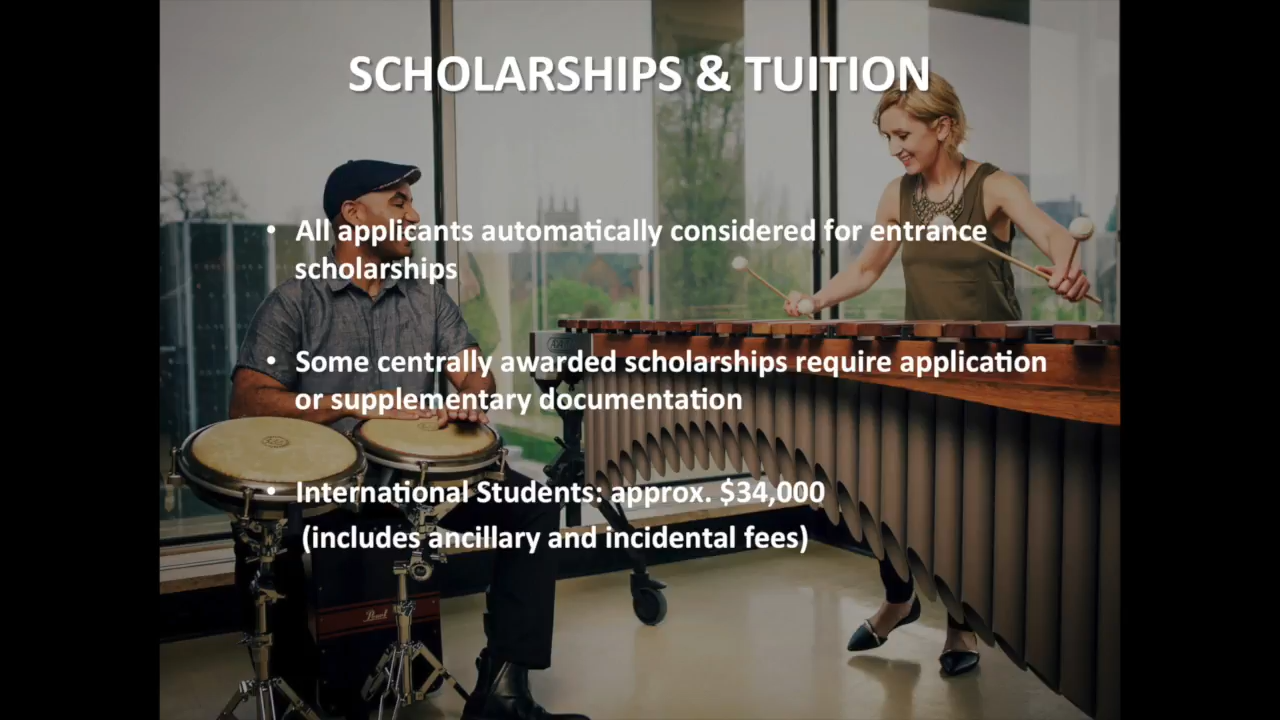 SCHOLARSHIPS & TUITION
• All applicants automatically considered for entrance
scholarships
• Some centrally awarded scholarships require application
or supplementary documentation
• International Students: approx. $34,000
(includes ancillary and incidental fees)
Pearl